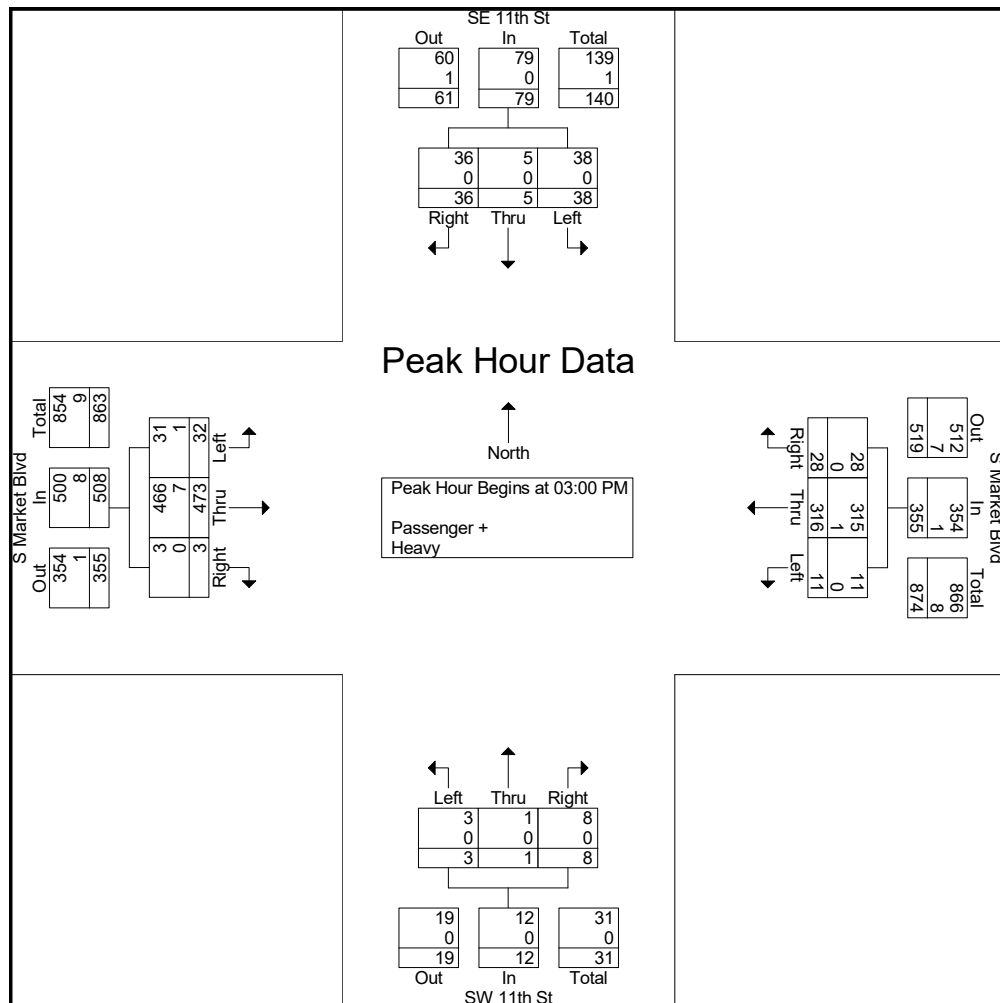 SE 11th St
Out In Total
60 79 139
1 0 1
61 79 140
36 5 38
0 0 0
36 5 38
Right Thru Left
Peak Hour Data
North
Peak Hour Begins at 03:00 PM
Passenger +
Heavy
S Market Blvd
Total In Out
854 500 354
9 8 1
863 508 355
31 466 3
1 7 0
32 473 3
Left Thru Right
S Market Blvd
Out In Total
512 354 866
7 1 8
519 355 874
28 315 11
0 1 0
28 316 11
Right Thru Left
Left Thru Right
3 1 8
0 0 0
3 1 8
19 12 31
0 0 0
19 12 31
Out In Total
SW 11th St